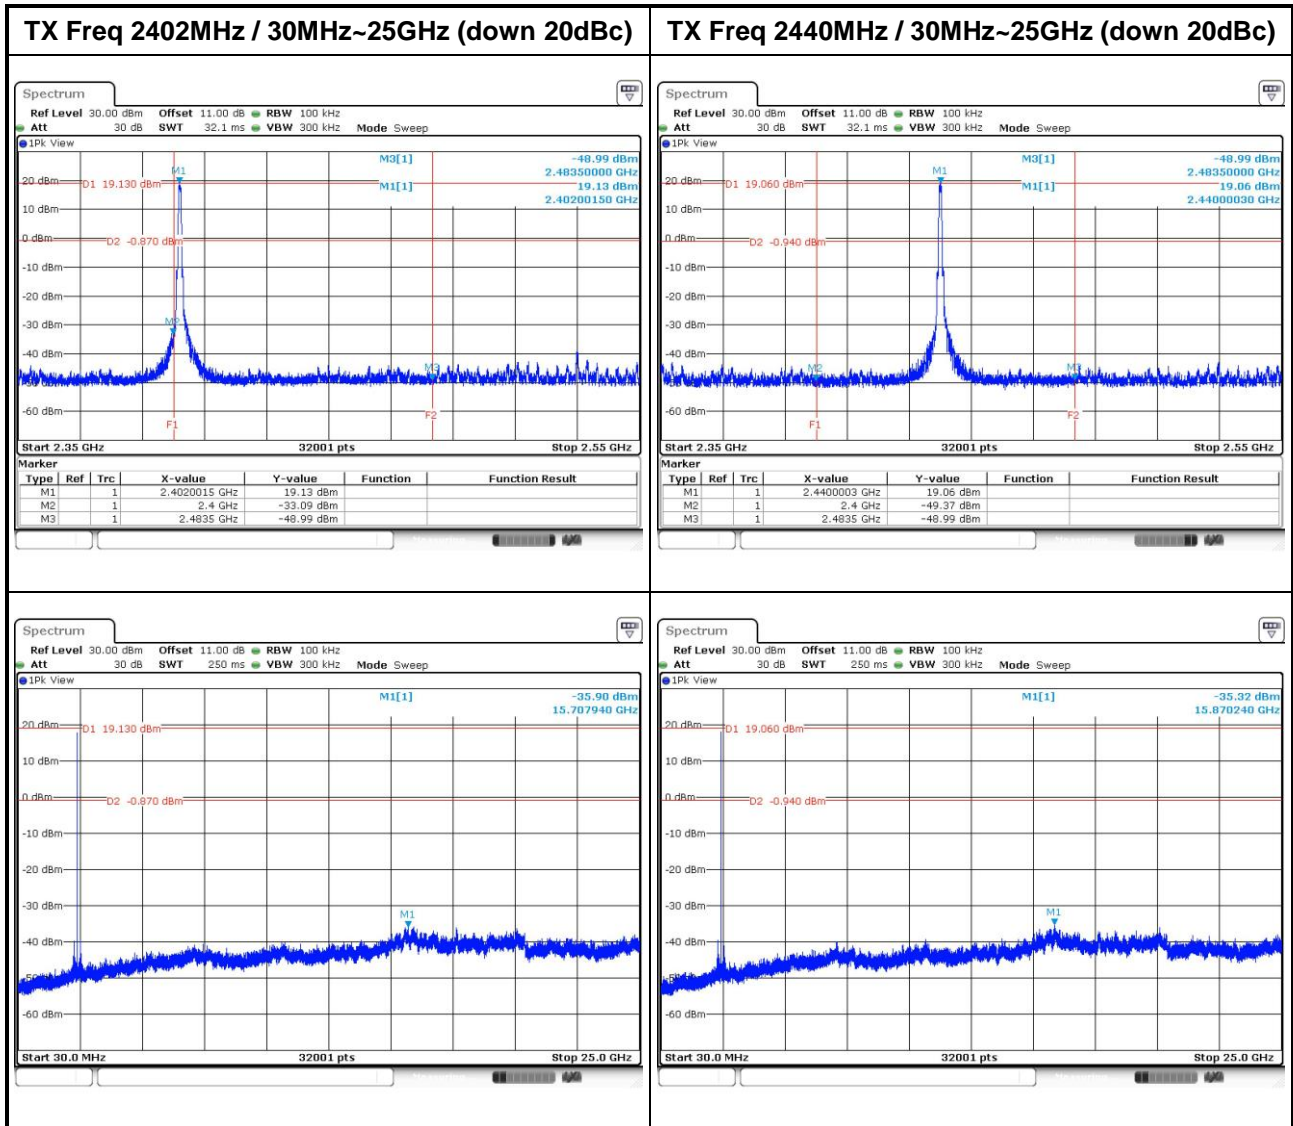 TX Freq 2402MHz / 30MHz~25GHz (down 20dBc)
TX Freq 2440MHz / 30MHz~25GHz (down 20dBc)
Spectrum
Ref Level 30.00 dBm Offset 11.00 dB RBW 100 kHz
Att 30 dB SWT 32.1 ms VBW 300 kHz Mode Sweep
1Pk View
M3[1] -48.99 dBm
2.48350000 GHz
M1[1] 19.13 dBm
2.40200150 GHz
M1
20 dBm
D1 19.130 dBm
10 dBm
0 dBm
D2 -0.870 dBm
-10 dBm
-20 dBm
-30 dBm
M2
-40 dBm
M3
-60 dBm
F1
F2
Start 2.35 GHz 32001 pts Stop 2.55 GHz
Marker
Type Ref Trc X-value Y-value Function Function Result
M1 1 2.4020015 GHz 19.13 dBm
M2 1 2.4 GHz -33.09 dBm
M3 1 2.4835 GHz -48.99 dBm
Spectrum
Ref Level 30.00 dBm Offset 11.00 dB RBW 100 kHz
Att 30 dB SWT 32.1 ms VBW 300 kHz Mode Sweep
1Pk View
M3[1] -48.99 dBm
2.48350000 GHz
M1[1] 19.06 dBm
2.44000030 GHz
M1
20 dBm
D1 19.060 dBm
10 dBm
0 dBm
D2 -0.940 dBm
-10 dBm
-20 dBm
-30 dBm
-40 dBm
M2
M3
-60 dBm
F1
F2
Start 2.35 GHz 32001 pts Stop 2.55 GHz
Marker
Type Ref Trc X-value Y-value Function Function Result
M1 1 2.4400003 GHz 19.06 dBm
M2 1 2.4 GHz -49.37 dBm
M3 1 2.4835 GHz -48.99 dBm
Spectrum
Ref Level 30.00 dBm Offset 11.00 dB RBW 100 kHz
Att 30 dB SWT 250 ms VBW 300 kHz Mode Sweep
1Pk View
M1[1] -35.90 dBm
15.707940 GHz
20 dBm
D1 19.130 dBm
10 dBm
0 dBm
D2 -0.870 dBm
-10 dBm
-20 dBm
-30 dBm
M1
-40 dBm
-60 dBm
Start 30.0 MHz 32001 pts Stop 25.0 GHz
Spectrum
Ref Level 30.00 dBm Offset 11.00 dB RBW 100 kHz
Att 30 dB SWT 250 ms VBW 300 kHz Mode Sweep
1Pk View
M1[1] -35.32 dBm
15.870240 GHz
20 dBm
D1 19.060 dBm
10 dBm
0 dBm
D2 -0.940 dBm
-10 dBm
-20 dBm
-30 dBm
M1
-40 dBm
-60 dBm
Start 30.0 MHz 32001 pts Stop 25.0 GHz